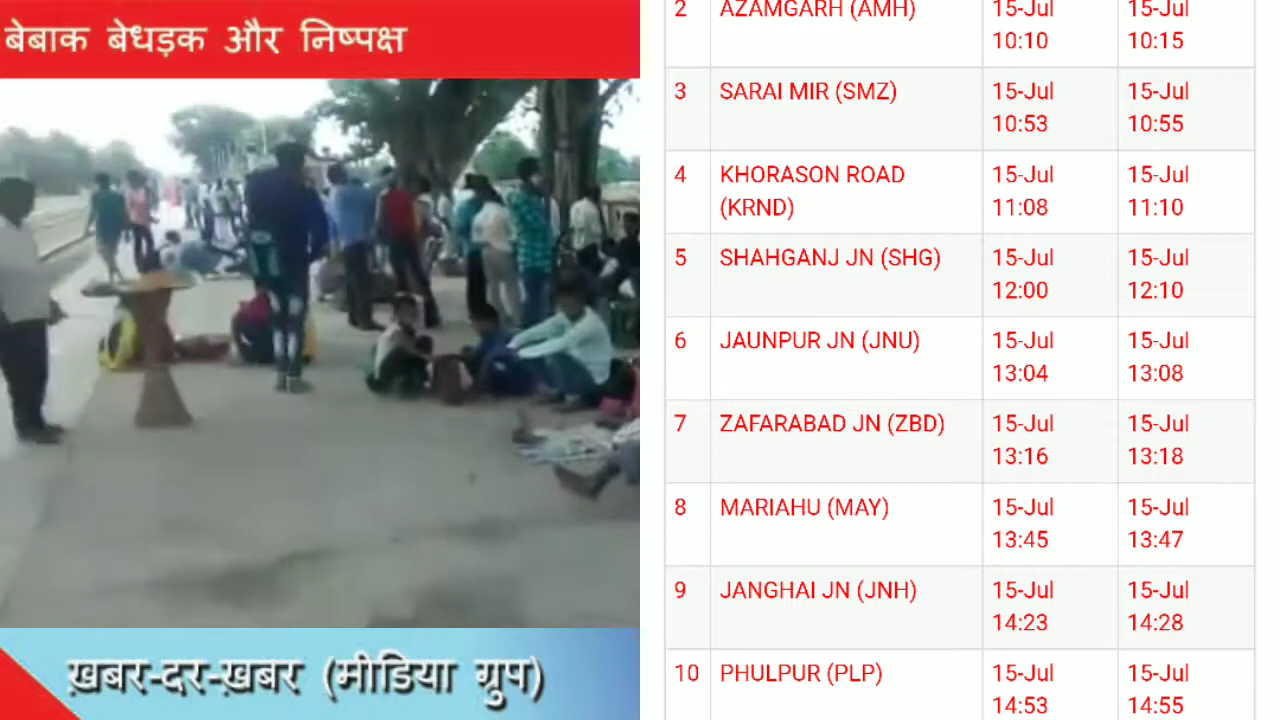 बेबाक बेधड़क और निष्पक्ष
ख़बर-दर-ख़बर (मीडिया ग्रुप)
2 AZAMGARH (AMH) 15-Jul 15-Jul
10:10 10:15
3 SARAI MIR (SMZ) 15-Jul 15-Jul
10:53 10:55
4 KHORASON ROAD 15-Jul 15-Jul
(KRND) 11:08 11:10
5 SHAHGANJ JN (SHG) 15-Jul 15-Jul
12:00 12:10
6 JAUNPUR JN (JNU) 15-Jul 15-Jul
13:04 13:08
7 ZAFARABAD JN (ZBD) 15-Jul 15-Jul
13:16 13:18
8 MARIAHU (MAY) 15-Jul 15-Jul
13:45 13:47
9 JANGHAI JN (JNH) 15-Jul 15-Jul
14:23 14:28
10 PHULPUR (PLP) 15-Jul 15-Jul
14:53 14:55